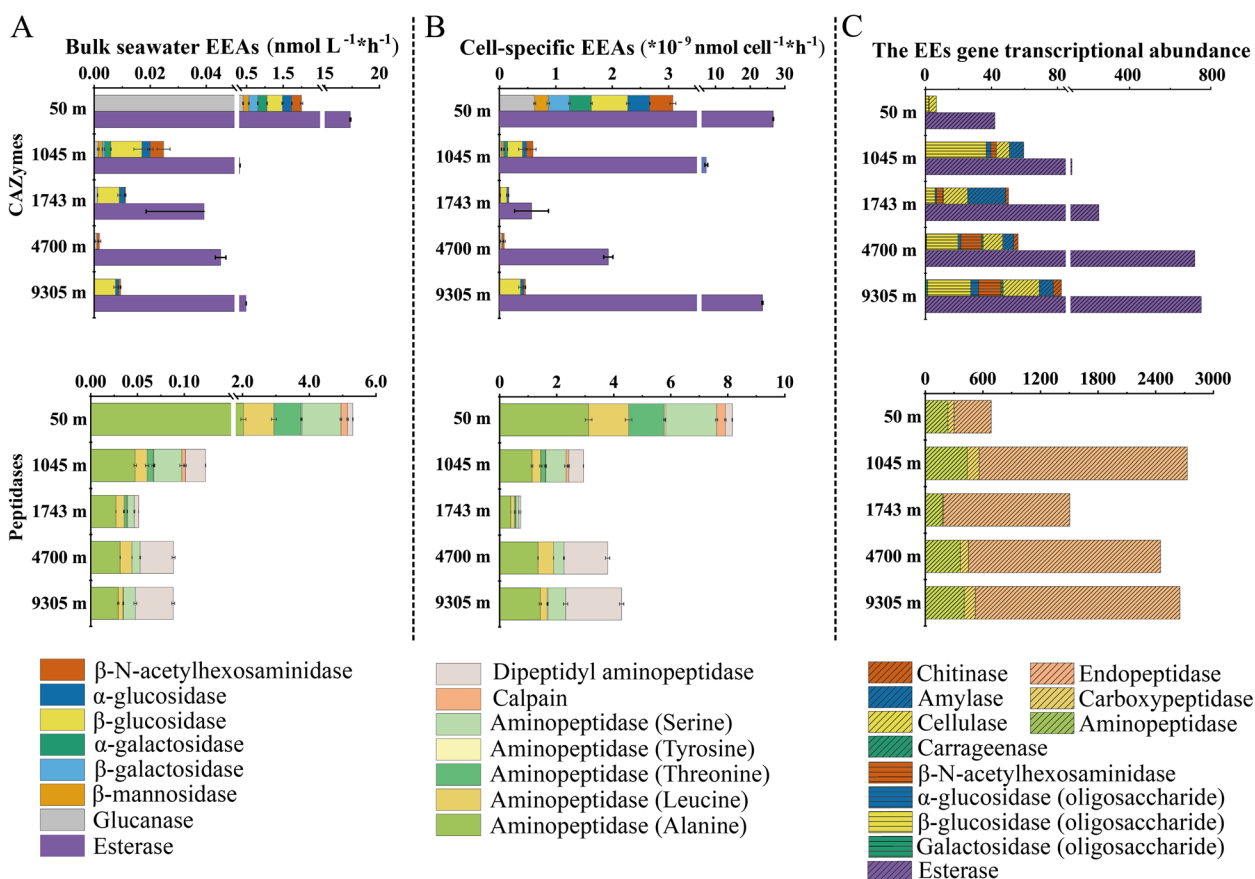 A
Bulk seawater EEAs (nmol L⁻¹*h⁻¹)
0.00 0.02 0.04 0.5 1.5 15 20
CAZymes
50 m
1045 m
1743 m
4700 m
9305 m
0.00 0.05 0.10 2.0 4.0 6.0
Peptidases
50 m
1045 m
1743 m
4700 m
9305 m
β-N-acetylhexosaminidase
α-glucosidase
β-glucosidase
α-galactosidase
β-galactosidase
β-mannosidase
Glucanase
Esterase
B
Cell-specific EEAs (*10⁻⁹ nmol cell⁻¹*h⁻¹)
0 1 2 3 10 20 30
50 m
1045 m
1743 m
4700 m
9305 m
0 2 4 6 8 10
50 m
1045 m
1743 m
4700 m
9305 m
Dipeptidyl aminopeptidase
Calpain
Aminopeptidase (Serine)
Aminopeptidase (Tyrosine)
Aminopeptidase (Threonine)
Aminopeptidase (Leucine)
Aminopeptidase (Alanine)
C
The EEs gene transcriptional abundance
0 40 80 400 800
50 m
1045 m
1743 m
4700 m
9305 m
0 600 1200 1800 2400 3000
50 m
1045 m
1743 m
4700 m
9305 m
Chitinase
Amylase
Cellulase
Carrageenase
β-N-acetylhexosaminidase
α-glucosidase (oligosaccharide)
β-glucosidase (oligosaccharide)
Galactosidase (oligosaccharide)
Esterase
Endopeptidase
Carboxypeptidase
Aminopeptidase